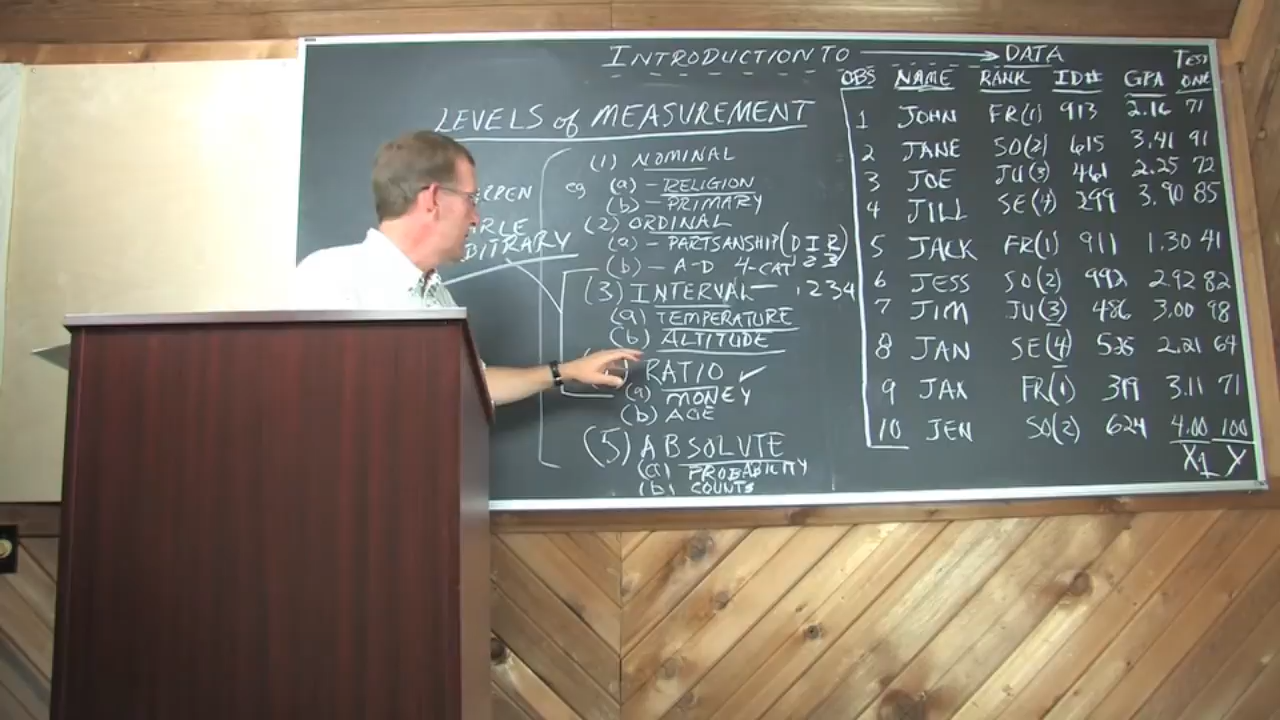 INTRODUCTION TO → DATA
LEVELS of MEASUREMENT
(1) NOMINAL
eg (a) - RELIGION
(b) - PRIMARY
(2) ORDINAL
(a) - PARTSANSHIP (D I R)
1 2 3
(b) - A-D 4-CAT
(3) INTERVAL - 1234
(a) TEMPERATURE
(b) ALTITUDE
RATIO ✓
(a) MONEY
(b) AGE
(5) ABSOLUTE
(a) PROBABILITY
(b) COUNTS
OBS NAME RANK ID# GPA TEST ONE
1 JOHN FR(1) 913 2.16 71
2 JANE SO(2) 615 3.41 91
3 JOE JU(3) 461 2.25 72
4 JILL SE(4) 299 3.90 85
5 JACK FR(1) 911 1.30 41
6 JESS SO(2) 992 2.92 82
7 JIM JU(3) 486 3.00 98
8 JAN SE(4) 535 2.21 64
9 JAX FR(1) 319 3.11 71
10 JEN SO(2) 624 4.00 100
X1 Y